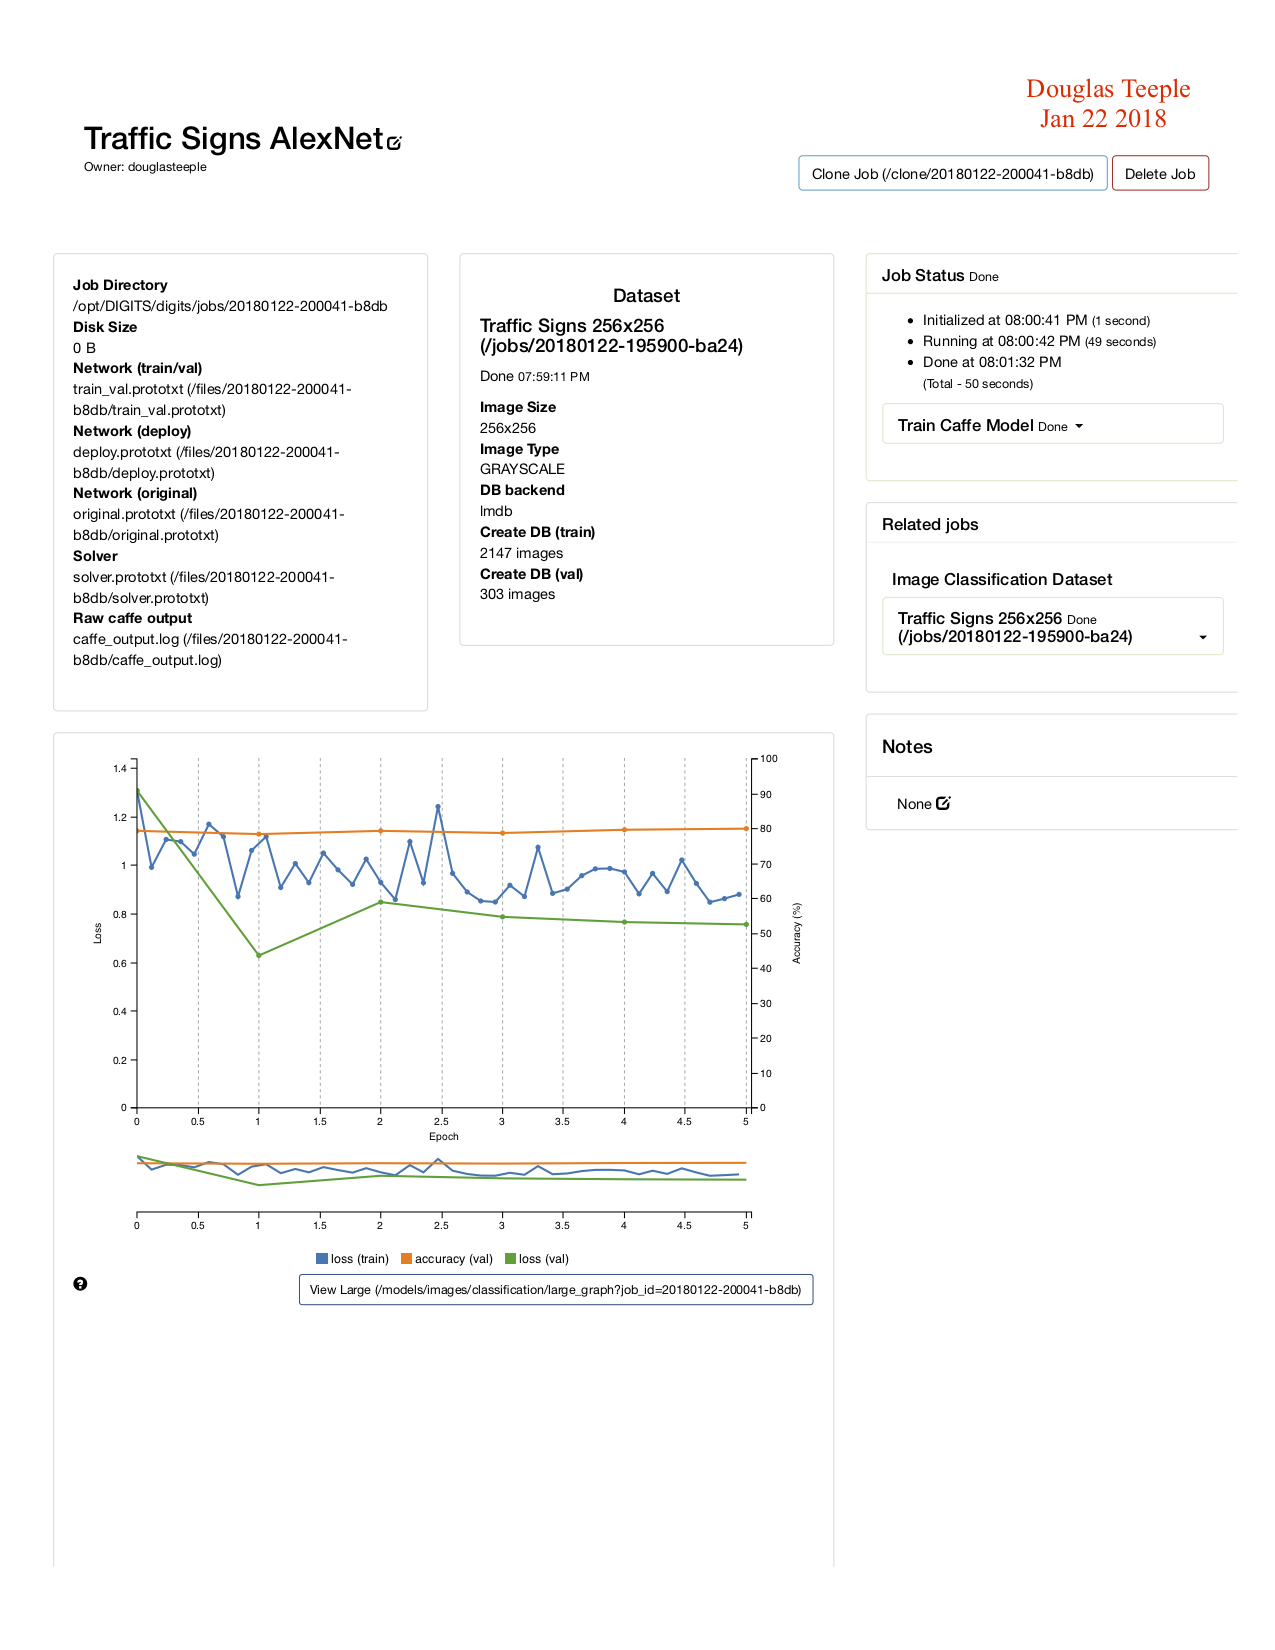 Douglas Teeple
Jan 22 2018
Traffic Signs AlexNet
Owner: douglasteeple
Clone Job (/clone/20180122-200041-b8db)
Delete Job
Job Directory
/opt/DIGITS/digits/jobs/20180122-200041-b8db
Disk Size
0 B
Network (train/val)
train_val.prototxt (/files/20180122-200041-
b8db/train_val.prototxt)
Network (deploy)
deploy.prototxt (/files/20180122-200041-
b8db/deploy.prototxt)
Network (original)
original.prototxt (/files/20180122-200041-
b8db/original.prototxt)
Solver
solver.prototxt (/files/20180122-200041-
b8db/solver.prototxt)
Raw caffe output
caffe_output.log (/files/20180122-200041-
b8db/caffe_output.log)
Dataset
Traffic Signs 256x256
(/jobs/20180122-195900-ba24)
Done 07:59:11 PM
Image Size
256x256
Image Type
GRAYSCALE
DB backend
lmdb
Create DB (train)
2147 images
Create DB (val)
303 images
Job Status Done
Initialized at 08:00:41 PM (1 second)
Running at 08:00:42 PM (49 seconds)
Done at 08:01:32 PM
(Total - 50 seconds)
Train Caffe Model Done
Related jobs
Image Classification Dataset
Traffic Signs 256x256 Done
(/jobs/20180122-195900-ba24)
Notes
None
1.4
1.2
1
0.8
0.6
0.4
0.2
0
Loss
100
90
80
70
60
50
40
30
20
10
0
Accuracy (%)
0 0.5 1 1.5 2 2.5 3 3.5 4 4.5 5
Epoch
0 0.5 1 1.5 2 2.5 3 3.5 4 4.5 5
loss (train) accuracy (val) loss (val)
View Large (/models/images/classification/large_graph?job_id=20180122-200041-b8db)